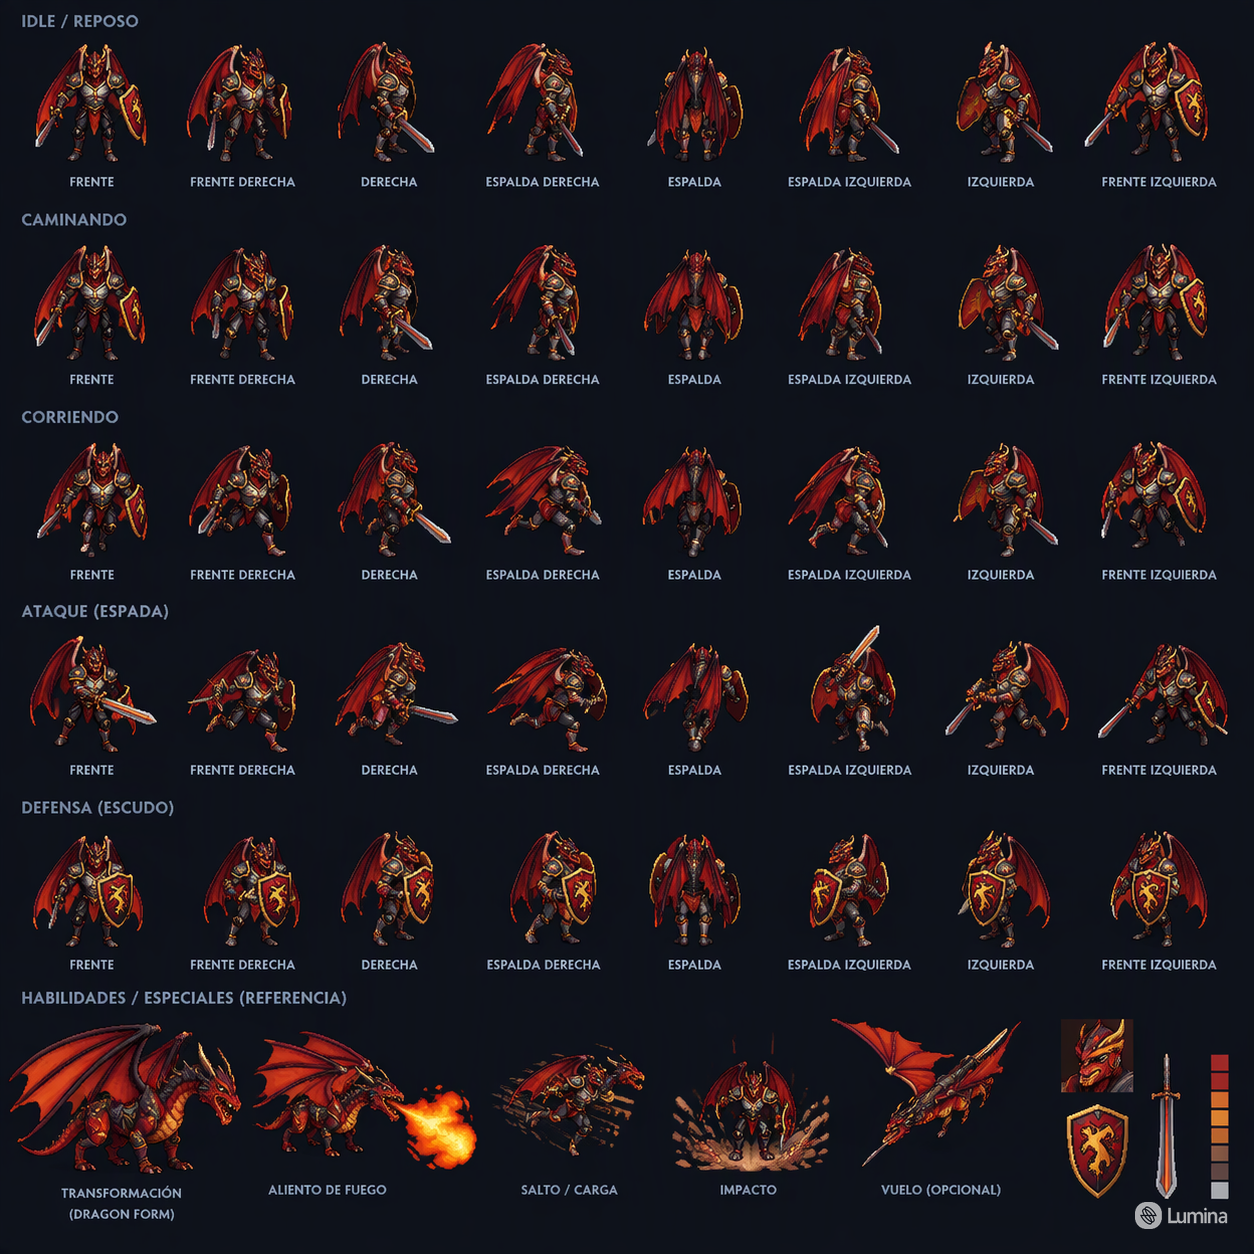 IDLE / REPOSO
FRENTE
FRENTE DERECHA
DERECHA
ESPALDA DERECHA
ESPALDA
ESPALDA IZQUIERDA
IZQUIERDA
FRENTE IZQUIERDA
CAMINANDO
FRENTE
FRENTE DERECHA
DERECHA
ESPALDA DERECHA
ESPALDA
ESPALDA IZQUIERDA
IZQUIERDA
FRENTE IZQUIERDA
CORRIENDO
FRENTE
FRENTE DERECHA
DERECHA
ESPALDA DERECHA
ESPALDA
ESPALDA IZQUIERDA
IZQUIERDA
FRENTE IZQUIERDA
ATAQUE (ESPADA)
FRENTE
FRENTE DERECHA
DERECHA
ESPALDA DERECHA
ESPALDA
ESPALDA IZQUIERDA
IZQUIERDA
FRENTE IZQUIERDA
DEFENSA (ESCUDO)
FRENTE
FRENTE DERECHA
DERECHA
ESPALDA DERECHA
ESPALDA
ESPALDA IZQUIERDA
IZQUIERDA
FRENTE IZQUIERDA
HABILIDADES / ESPECIALES (REFERENCIA)
TRANSFORMACIÓN
(DRAGON FORM)
ALIENTO DE FUEGO
SALTO / CARGA
IMPACTO
VUELO (OPCIONAL)
Lumina